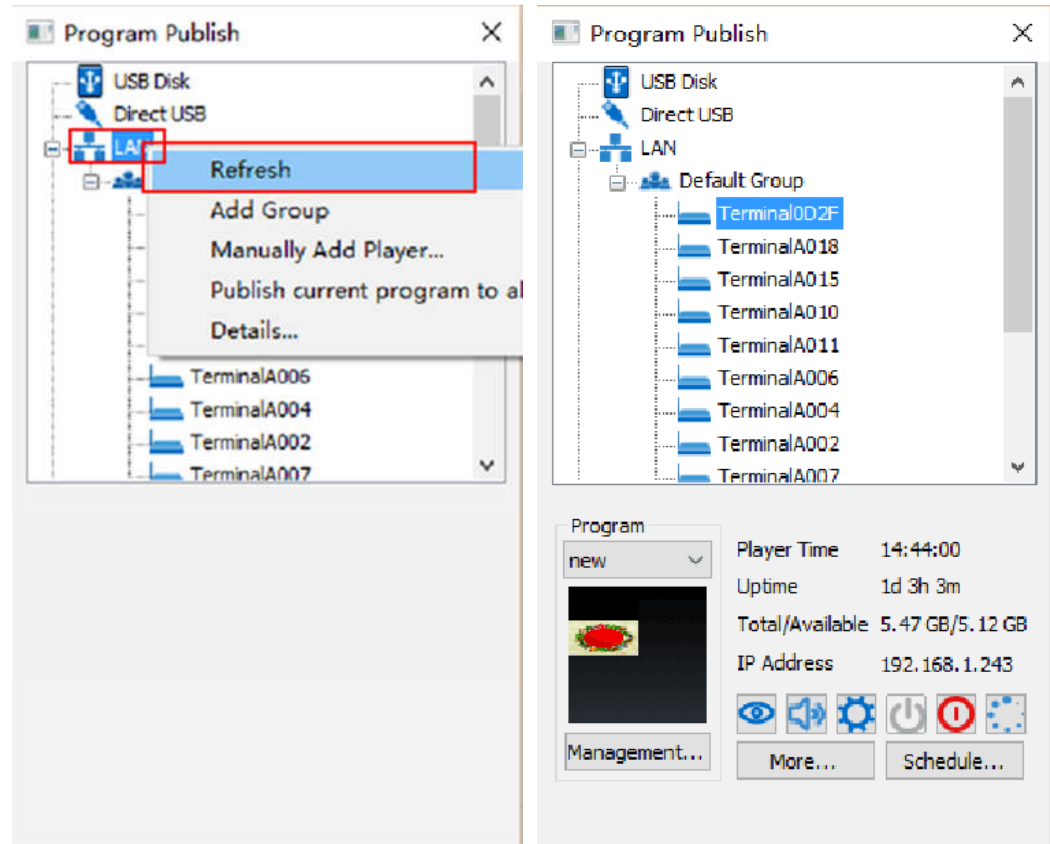 Program Publish
USB Disk
Direct USB
LAN
Refresh
Add Group
Manually Add Player...
Publish current program to al
Details...
TerminalA006
TerminalA004
TerminalA002
TerminalA007
Program Publish
USB Disk
Direct USB
LAN
Default Group
Terminal0D2F
TerminalA018
TerminalA015
TerminalA010
TerminalA011
TerminalA006
TerminalA004
TerminalA002
TerminalA007
Program
new
Management...
Player Time 14:44:00
Uptime 1d 3h 3m
Total/Available 5.47 GB/5.12 GB
IP Address 192.168.1.243
More... Schedule...